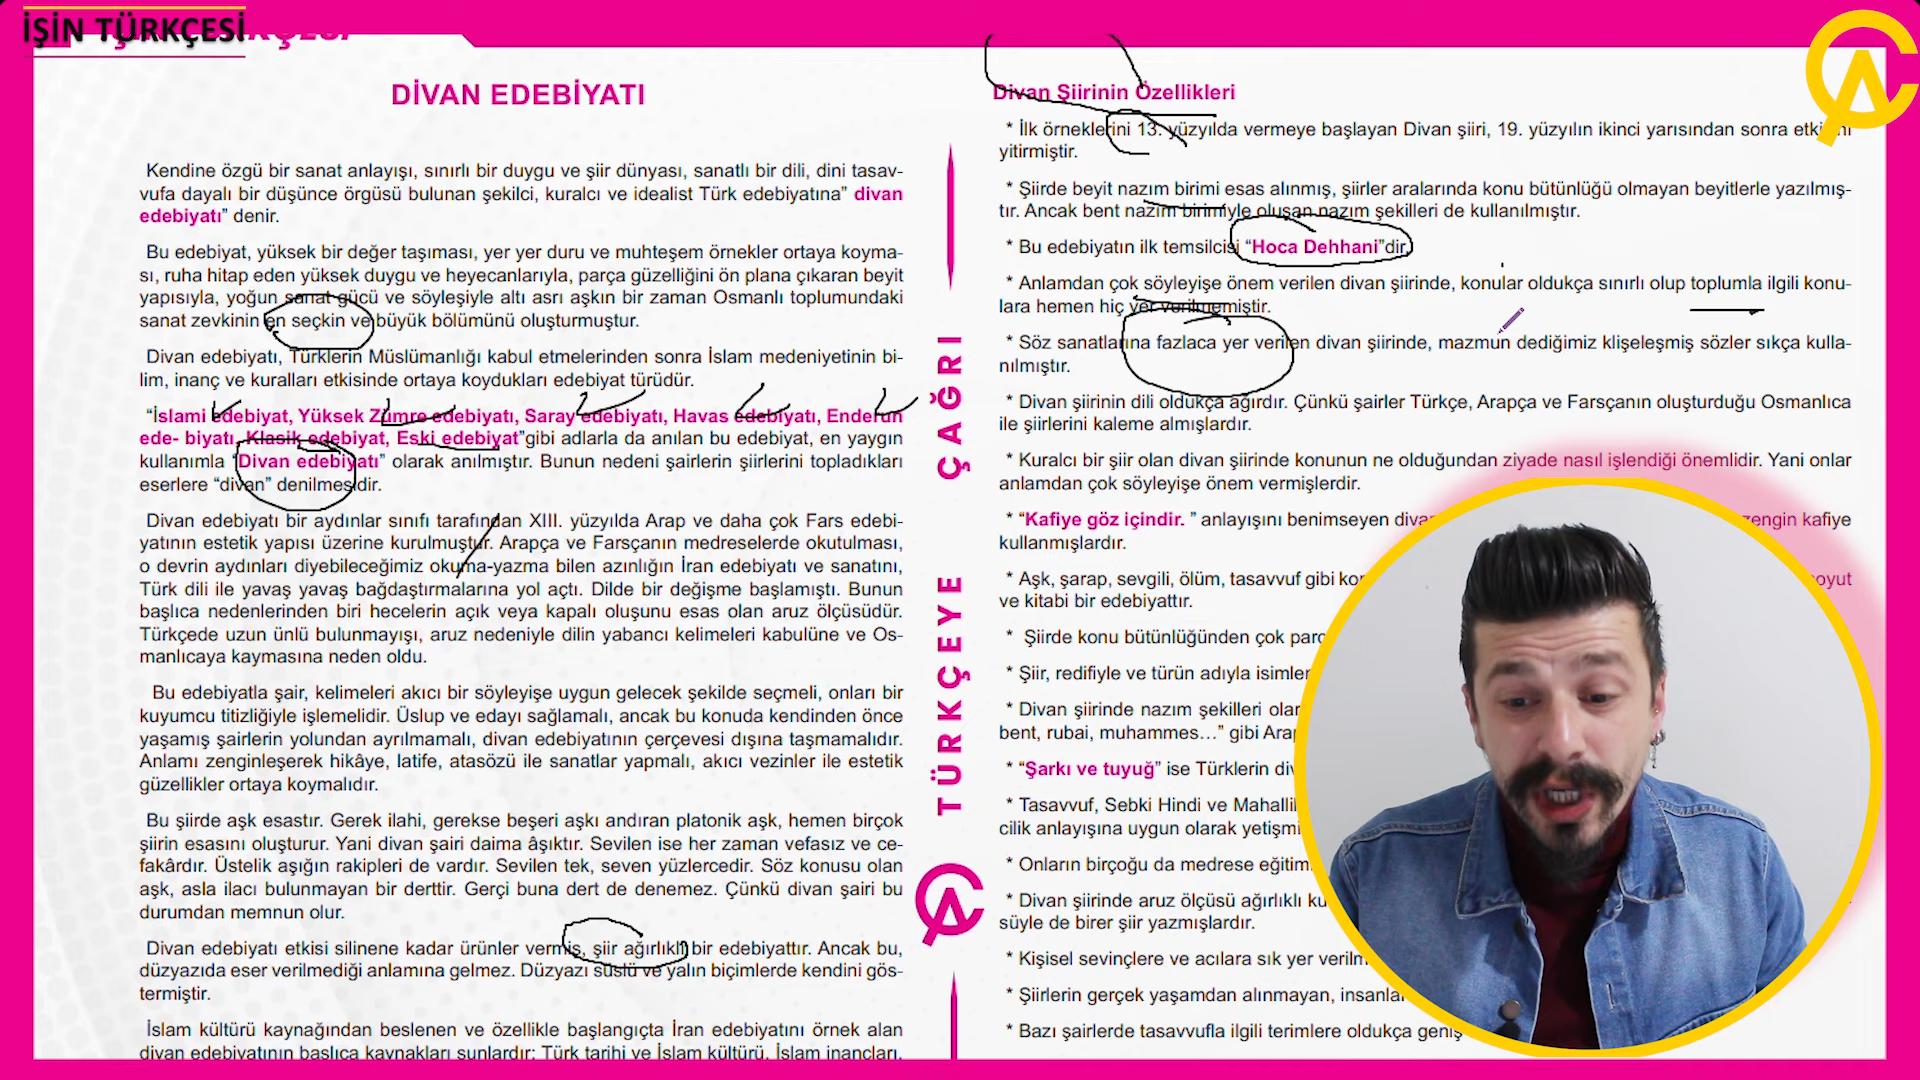 İŞİN TÜRKÇESİ
DİVAN EDEBİYATI
Kendine özgü bir sanat anlayışı, sınırlı bir duygu ve şiir dünyası, sanatlı bir dili, dini tasav-
vufa dayalı bir düşünce örgüsü bulunan şekilci, kuralcı ve idealist Türk edebiyatına” divan
edebiyatı” denir.
Bu edebiyat, yüksek bir değer taşıması, yer yer duru ve muhteşem örnekler ortaya koyma-
sı, ruha hitap eden yüksek duygu ve heyecanlarıyla, parça güzelliğini ön plana çıkaran beyit
yapısıyla, yoğun sanat gücü ve söyleşiyle altı asrı aşkın bir zaman Osmanlı toplumundaki
sanat zevkinin en seçkin ve büyük bölümünü oluşturmuştur.
Divan edebiyatı, Türklerin Müslümanlığı kabul etmelerinden sonra İslam medeniyetinin bi-
lim, inanç ve kuralları etkisinde ortaya koydukları edebiyat türüdür.
“İslami edebiyat, Yüksek Zümre edebiyatı, Saray edebiyatı, Havas edebiyatı, Enderun
ede- biyatı, Klasik edebiyat, Eski edebiyat”gibi adlarla da anılan bu edebiyat, en yaygın
kullanımla “Divan edebiyatı” olarak anılmıştır. Bunun nedeni şairlerin şiirlerini topladıkları
eserlere “divan” denilmesidir.
Divan edebiyatı bir aydınlar sınıfı tarafından XIII. yüzyılda Arap ve daha çok Fars edebi-
yatının estetik yapısı üzerine kurulmuştur. Arapça ve Farsçanın medreselerde okutulması,
o devrin aydınları diyebileceğimiz okuma-yazma bilen azınlığın İran edebiyatı ve sanatını,
Türk dili ile yavaş yavaş bağdaştırmalarına yol açtı. Dilde bir değişme başlamıştı. Bunun
başlıca nedenlerinden biri hecelerin açık veya kapalı oluşunu esas olan aruz ölçüsüdür.
Türkçede uzun ünlü bulunmayışı, aruz nedeniyle dilin yabancı kelimeleri kabulüne ve Os-
manlıcaya kaymasına neden oldu.
Bu edebiyatla şair, kelimeleri akıcı bir söyleyişe uygun gelecek şekilde seçmeli, onları bir
kuyumcu titizliğiyle işlemelidir. Üslup ve edayı sağlamalı, ancak bu konuda kendinden önce
yaşamış şairlerin yolundan ayrılmamalı, divan edebiyatının çerçevesi dışına taşmamalıdır.
Anlamı zenginleşerek hikâye, latife, atasözü ile sanatlar yapmalı, akıcı vezinler ile estetik
güzellikler ortaya koymalıdır.
Bu şiirde aşk esastır. Gerek ilahi, gerekse beşeri aşkı andıran platonik aşk, hemen birçok
şiirin esasını oluşturur. Yani divan şairi daima âşıktır. Sevilen ise her zaman vefasız ve ce-
fakârdır. Üstelik aşığın rakipleri de vardır. Sevilen tek, seven yüzlercedir. Söz konusu olan
aşk, asla ilacı bulunmayan bir derttir. Gerçi buna dert de denemez. Çünkü divan şairi bu
durumdan memnun olur.
Divan edebiyatı etkisi silinene kadar ürünler vermiş, şiir ağırlıklı bir edebiyattır. Ancak bu,
düzyazıda eser verilmediği anlamına gelmez. Düzyazı süslü ve yalın biçimlerde kendini gös-
termiştir.
İslam kültürü kaynağından beslenen ve özellikle başlangıçta İran edebiyatını örnek alan
divan edebiyatının başlıca kaynakları şunlardır: Türk tarihi ve İslam kültürü, İslam inançları,
TÜRKÇEYE ÇAĞRI
Divan Şiirinin Özellikleri
* İlk örneklerini 13. yüzyılda vermeye başlayan Divan şiiri, 19. yüzyılın ikinci yarısından sonra etkisini
yitirmiştir.
* Şiirde beyit nazım birimi esas alınmış, şiirler aralarında konu bütünlüğü olmayan beyitlerle yazılmış-
tır. Ancak bent nazım birimiyle oluşan nazım şekilleri de kullanılmıştır.
* Bu edebiyatın ilk temsilcisi “Hoca Dehhani”dir.
* Anlamdan çok söyleyişe önem verilen divan şiirinde, konular oldukça sınırlı olup toplumla ilgili konu-
lara hemen hiç yer verilmemiştir.
* Söz sanatlarına fazlaca yer verilen divan şiirinde, mazmun dediğimiz klişeleşmiş sözler sıkça kulla-
nılmıştır.
* Divan şiirinin dili oldukça ağırdır. Çünkü şairler Türkçe, Arapça ve Farsçanın oluşturduğu Osmanlıca
ile şiirlerini kaleme almışlardır.
* Kuralcı bir şiir olan divan şiirinde konunun ne olduğundan ziyade nasıl işlendiği önemlidir. Yani onlar
anlamdan çok söyleyişe önem vermişlerdir.
* “Kafiye göz içindir. ” anlayışını benimseyen divan zengin kafiye
kullanmışlardır.
* Aşk, şarap, sevgili, ölüm, tasavvuf gibi soyut
ve kitabi bir edebiyattır.
* Şiirde konu bütünlüğünden çok
* Şiir, redifiyle ve türün adıyla
* Divan şiirinde nazım şekilleri
bent, rubai, muhammes…” gibi
* “Şarkı ve tuyuğ” ise Türklerin
* Tasavvuf, Sebki Hindi ve
cilik anlayışına uygun olarak
* Onların birçoğu da medrese
* Divan şiirinde aruz ölçüsü ağırlıklı
süyle de birer şiir yazmışlardır.
* Kişisel sevinçlere ve acılara sık yer
* Şiirlerin gerçek yaşamdan alınmayan,
* Bazı şairlerde tasavvufla ilgili terimlere oldukça geniş